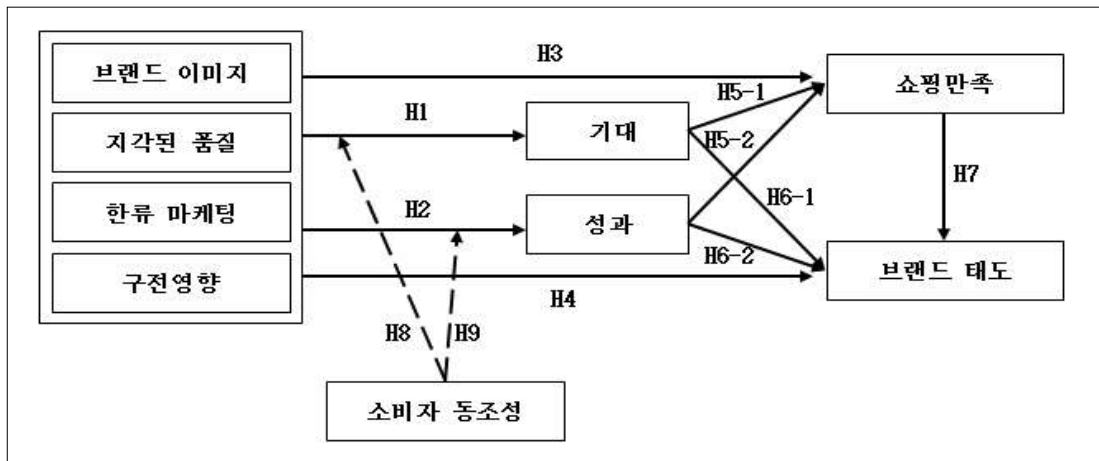 브랜드 이미지
지각된 품질
한류 마케팅
구전영향
H3
H1
H2
H4
기대
성과
H5-1
H5-2
H6-1
H6-2
쇼핑만족
H7
브랜드 태도
H8
H9
소비자 동조성